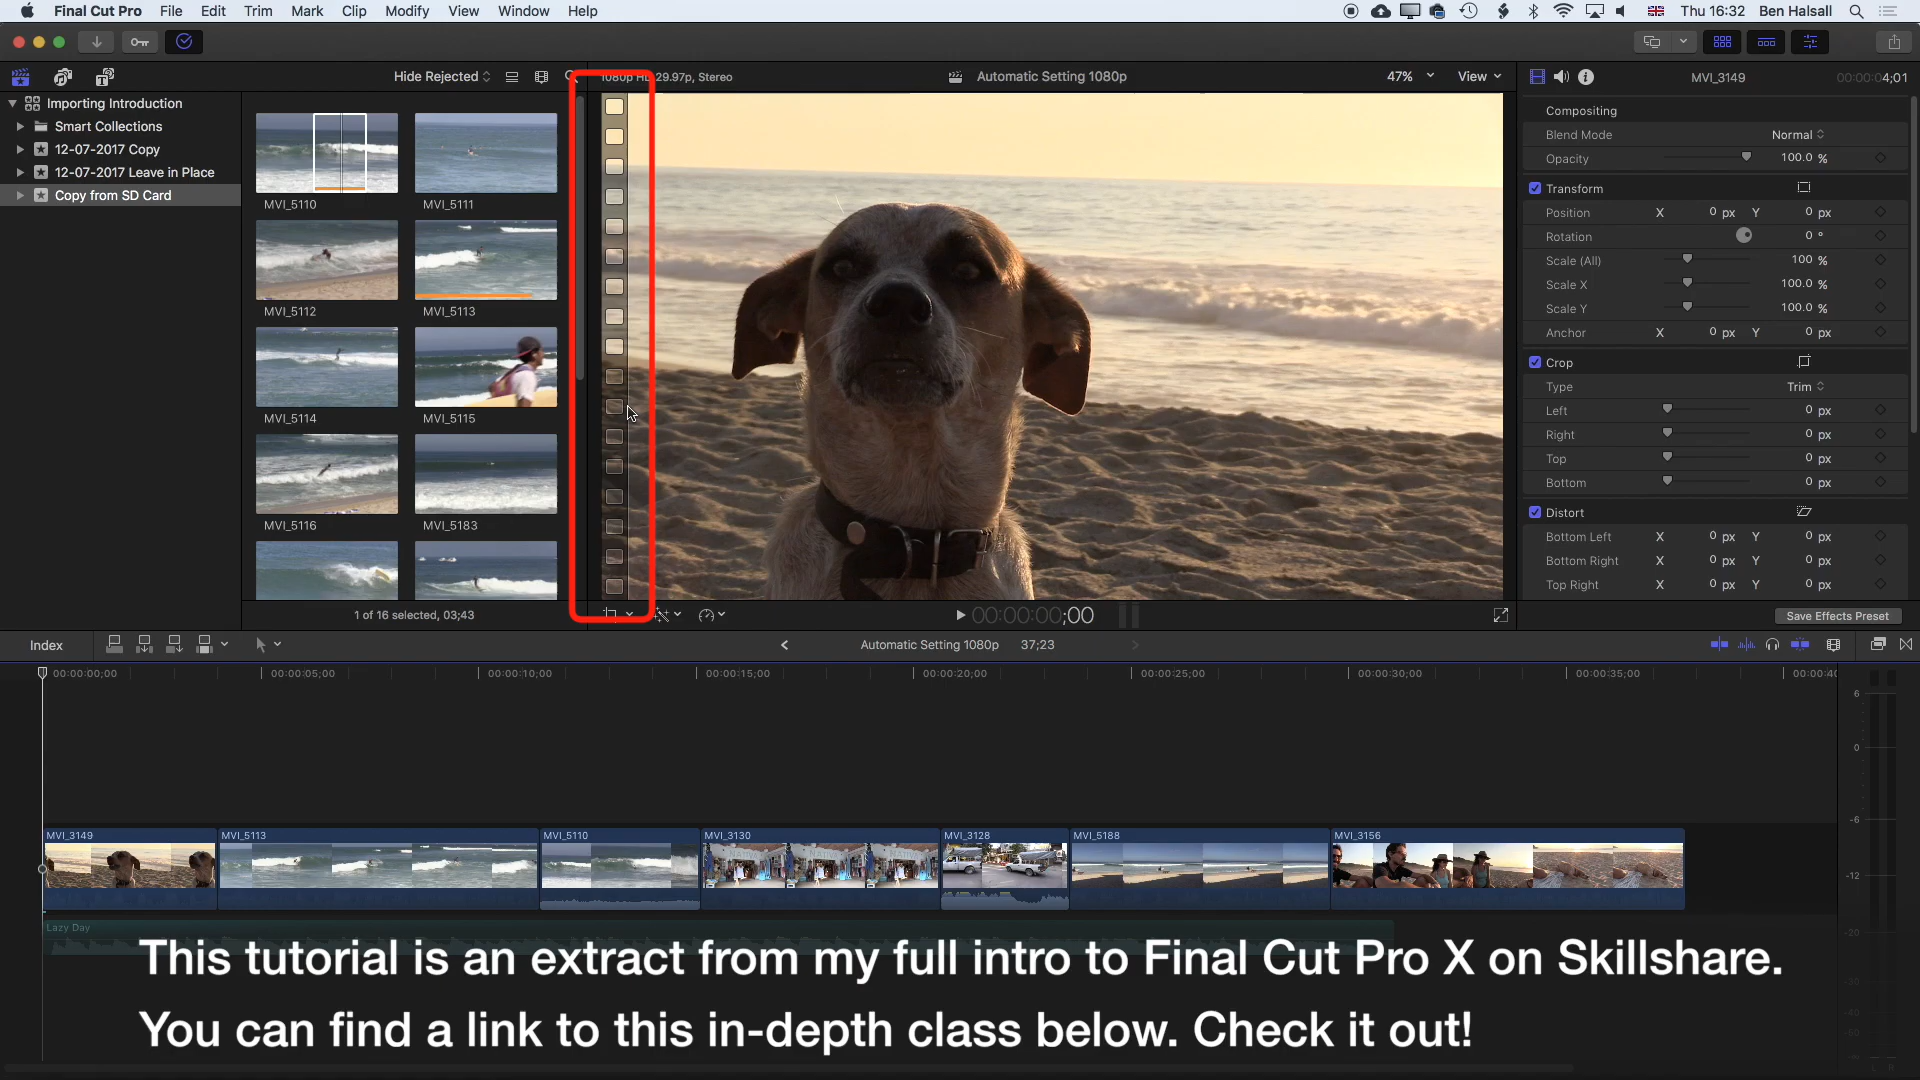 Final Cut Pro File Edit Trim Mark Clip Modify View Window Help Thu 16:32 Ben Halsall
Hide Rejected 1080p HD 29.97p, Stereo Automatic Setting 1080p 47% View MVI_3149 00:00:04;01
Importing Introduction
Smart Collections
12-07-2017 Copy
12-07-2017 Leave in Place
Copy from SD Card
MVI_5110 MVI_5111
MVI_5112 MVI_5113
MVI_5114 MVI_5115
MVI_5116 MVI_5183
1 of 16 selected, 03;43
Compositing
Blend Mode Normal
Opacity 100.0 %
Transform
Position X 0 px Y 0 px
Rotation 0 °
Scale (All) 100 %
Scale X 100.0 %
Scale Y 100.0 %
Anchor X 0 px Y 0 px
Crop
Type Trim
Left 0 px
Right 0 px
Top 0 px
Bottom 0 px
Distort
Bottom Left X 0 px Y 0 px
Bottom Right X 0 px Y 0 px
Top Right X 0 px Y 0 px
00:00:00;00
Save Effects Preset
Index Automatic Setting 1080p 37;23
00:00:00;00 00:00:05;00 00:00:10;00 00:00:15;00 00:00:20;00 00:00:25;00 00:00:30;00 00:00:35;00 00:00:40
6
0
-6
-12
-20
-30
MVI_3149 MVI_5113 MVI_5110 MVI_3130 MVI_3128 MVI_5188 MVI_3156
Lazy Day
This tutorial is an extract from my full intro to Final Cut Pro X on Skillshare.
You can find a link to this in-depth class below. Check it out!